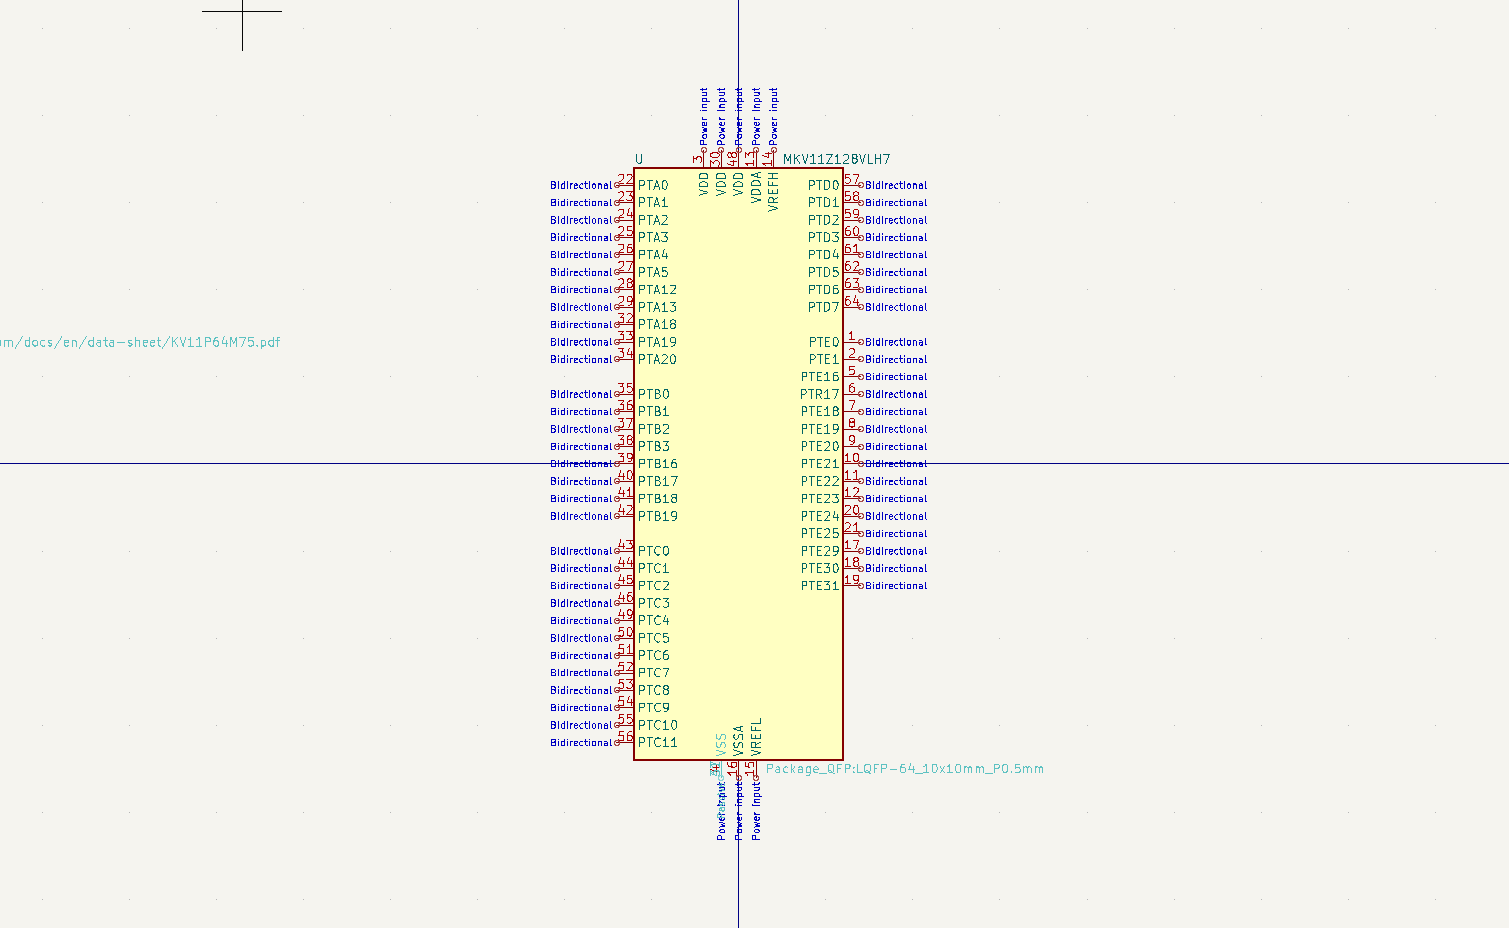 Power input
Power input
Power input
Power input
Power input
3
30
48
13
14
U
MKV11Z128VLH7
VDD
VDD
VDD
VDDA
VREFH
Bidirectional 22 PTA0
Bidirectional 23 PTA1
Bidirectional 24 PTA2
Bidirectional 25 PTA3
Bidirectional 26 PTA4
Bidirectional 27 PTA5
Bidirectional 28 PTA12
Bidirectional 29 PTA13
Bidirectional 32 PTA18
Bidirectional 33 PTA19
Bidirectional 34 PTA20
Bidirectional 35 PTB0
Bidirectional 36 PTB1
Bidirectional 37 PTB2
Bidirectional 38 PTB3
Bidirectional 39 PTB16
Bidirectional 40 PTB17
Bidirectional 41 PTB18
Bidirectional 42 PTB19
Bidirectional 43 PTC0
Bidirectional 44 PTC1
Bidirectional 45 PTC2
Bidirectional 46 PTC3
Bidirectional 49 PTC4
Bidirectional 50 PTC5
Bidirectional 51 PTC6
Bidirectional 52 PTC7
Bidirectional 53 PTC8
Bidirectional 54 PTC9
Bidirectional 55 PTC10
Bidirectional 56 PTC11
PTD0 57 Bidirectional
PTD1 58 Bidirectional
PTD2 59 Bidirectional
PTD3 60 Bidirectional
PTD4 61 Bidirectional
PTD5 62 Bidirectional
PTD6 63 Bidirectional
PTD7 64 Bidirectional
PTE0 1 Bidirectional
PTE1 2 Bidirectional
PTE16 5 Bidirectional
PTR17 6 Bidirectional
PTE18 7 Bidirectional
PTE19 8 Bidirectional
PTE20 9 Bidirectional
PTE21 10 Bidirectional
PTE22 11 Bidirectional
PTE23 12 Bidirectional
PTE24 20 Bidirectional
PTE25 21 Bidirectional
PTE29 17 Bidirectional
PTE30 18 Bidirectional
PTE31 19 Bidirectional
/docs/en/data-sheet/KV11P64M75.pdf
VSS
VSSA
VREFL
16
15
Package_QFP:LQFP-64_10x10mm_P0.5mm
Power input
Power input
Power input